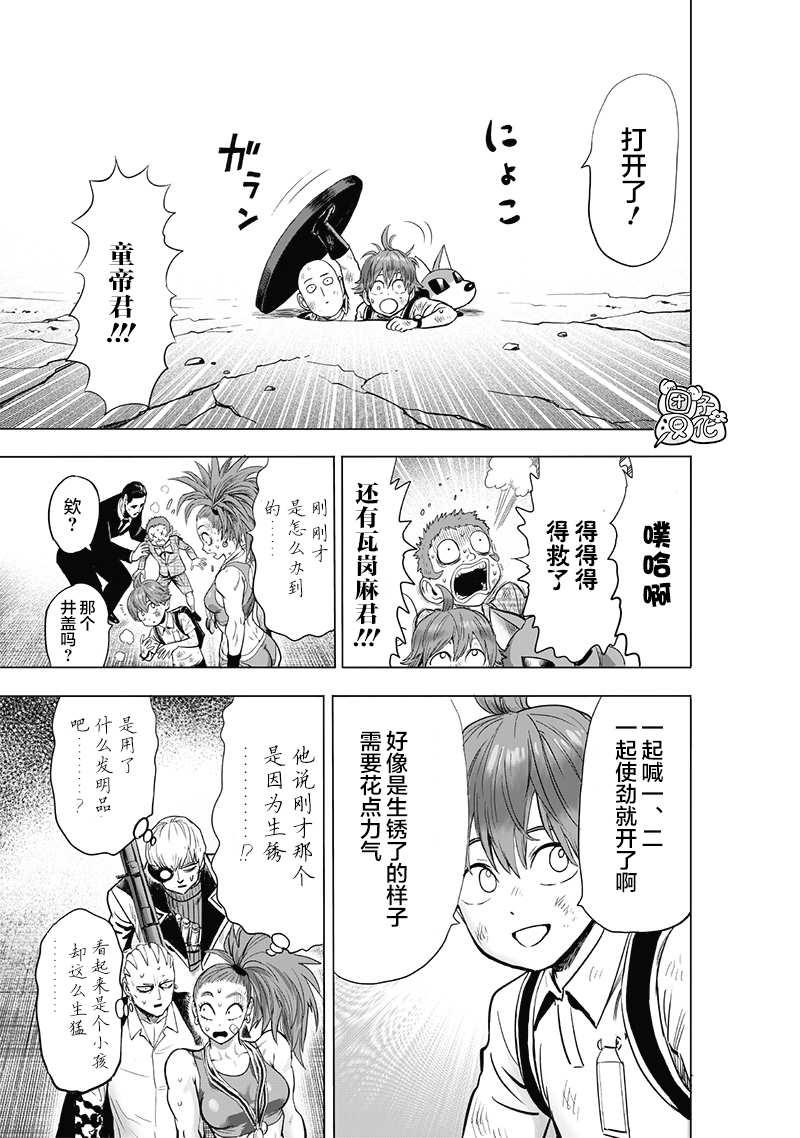 打开了！
にょこ
ガラン
童帝君!!!
团子
汉化
噗哈啊
得得得
得救了
还有瓦岗麻君!!!
刚刚才
是怎么办到
的……
欸？
那个
井盖吗？
一起喊一、二
一起使劲就开了啊
好像是生锈了的样子
需要花点力气
他说刚才那个
是因为生锈
………!?
是用了
什么发明品
吧………?
看起来是个小孩
却这么生猛
………